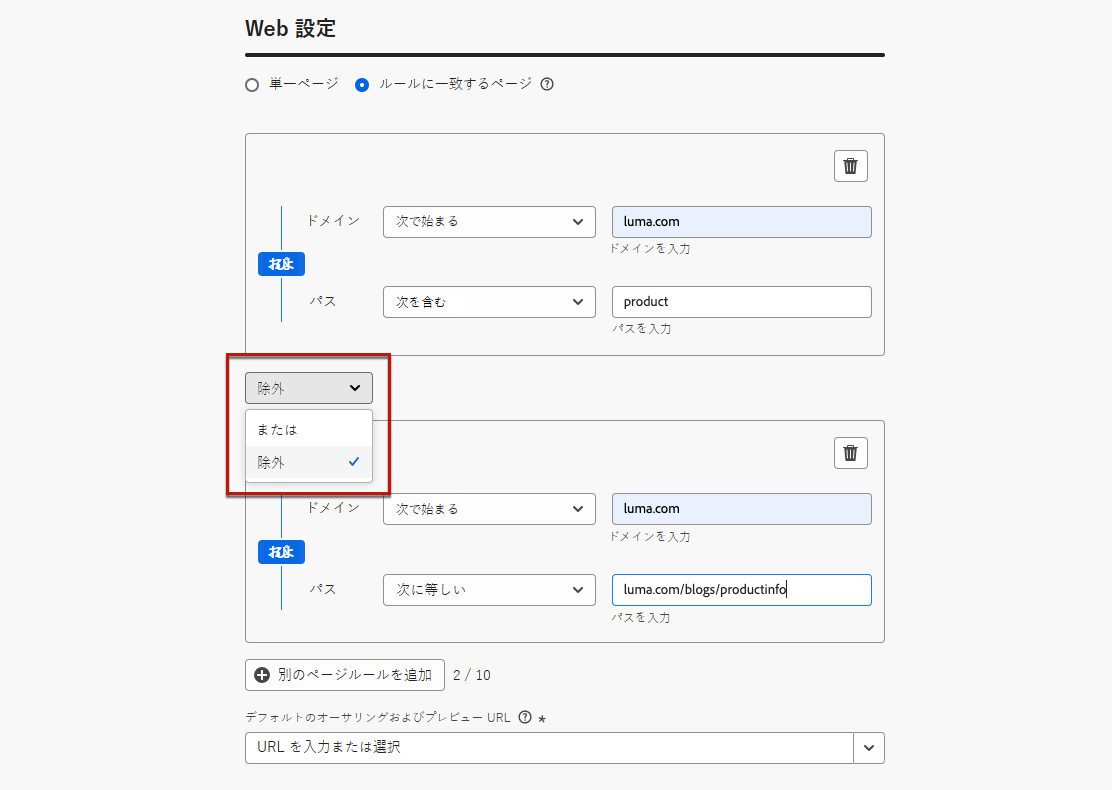 Web 設定
単一ページ ルールに一致するページ
ドメイン 次で始まる luma.com
ドメインを入力
パス 次を含む product
パスを入力
除外
または
除外
ドメイン 次で始まる luma.com
ドメインを入力
パス 次に等しい luma.com/blogs/productinfo
パスを入力
別のページルールを追加 2 / 10
デフォルトのオーサリングおよびプレビュー URL *
URL を入力または選択